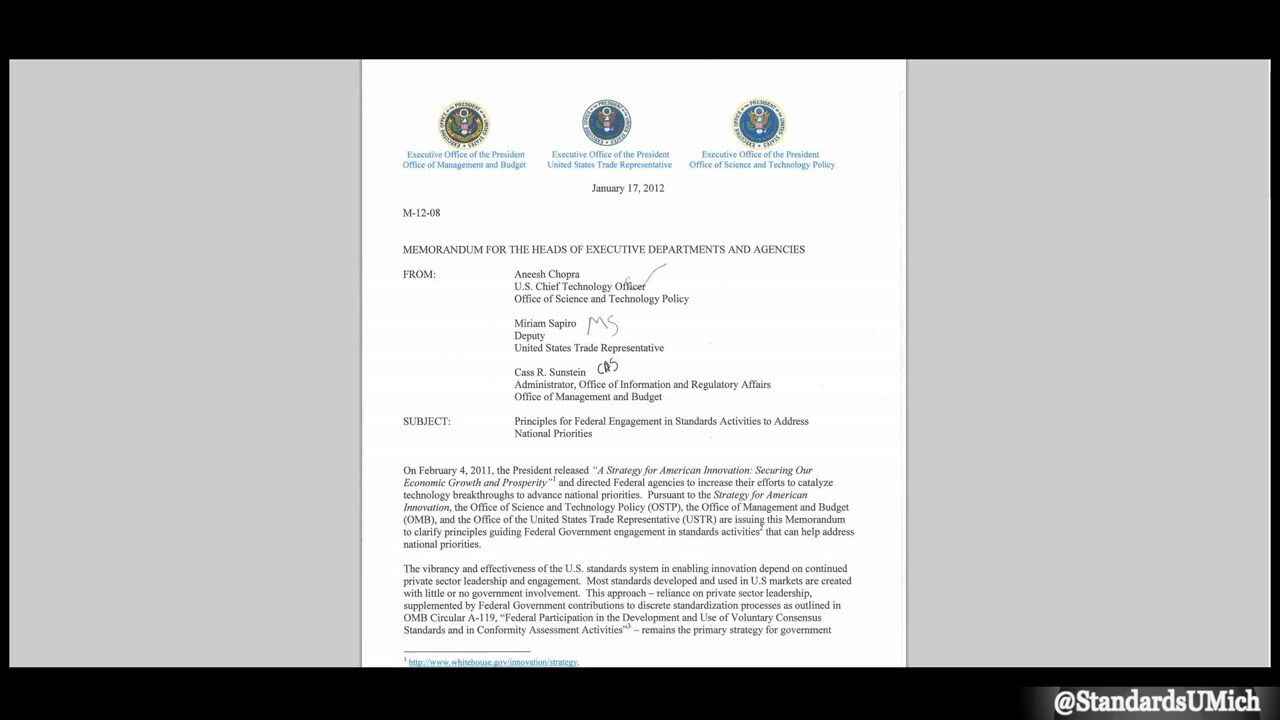 Executive Office of the President
Office of Management and Budget
Executive Office of the President
United States Trade Representative
Executive Office of the President
Office of Science and Technology Policy
January 17, 2012
M-12-08
MEMORANDUM FOR THE HEADS OF EXECUTIVE DEPARTMENTS AND AGENCIES
FROM: Aneesh Chopra
U.S. Chief Technology Officer
Office of Science and Technology Policy
Miriam Sapiro MS
Deputy
United States Trade Representative
Cass R. Sunstein CRS
Administrator, Office of Information and Regulatory Affairs
Office of Management and Budget
SUBJECT: Principles for Federal Engagement in Standards Activities to Address
National Priorities
On February 4, 2011, the President released “A Strategy for American Innovation: Securing Our
Economic Growth and Prosperity”1 and directed Federal agencies to increase their efforts to catalyze
technology breakthroughs to advance national priorities. Pursuant to the Strategy for American
Innovation, the Office of Science and Technology Policy (OSTP), the Office of Management and Budget
(OMB), and the Office of the United States Trade Representative (USTR) are issuing this Memorandum
to clarify principles guiding Federal Government engagement in standards activities2 that can help address
national priorities.
The vibrancy and effectiveness of the U.S. standards system in enabling innovation depend on continued
private sector leadership and engagement. Most standards developed and used in U.S markets are created
with little or no government involvement. This approach – reliance on private sector leadership,
supplemented by Federal Government contributions to discrete standardization processes as outlined in
OMB Circular A-119, “Federal Participation in the Development and Use of Voluntary Consensus
Standards and in Conformity Assessment Activities”3 – remains the primary strategy for government
1 http://www.whitehouse.gov/innovation/strategy.
@StandardsUMich